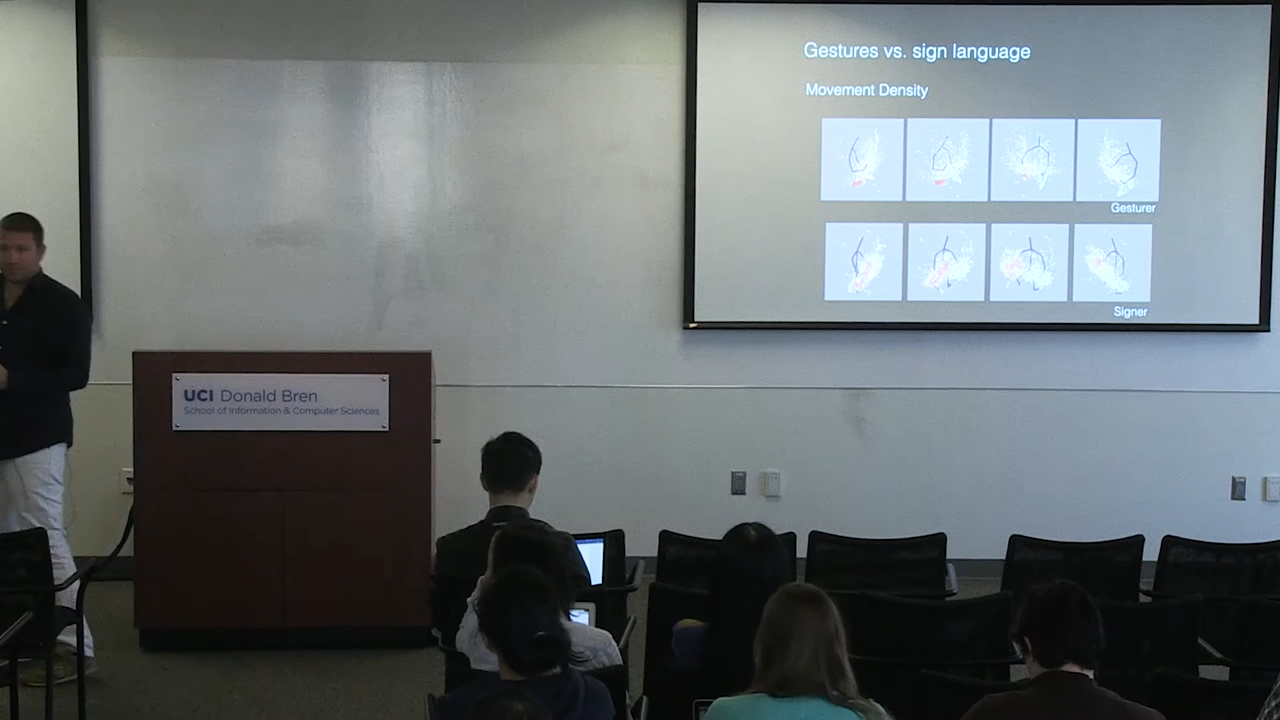 Gestures vs. sign language
Movement Density
Gesturer
Signer
UCI Donald Bren
School of Information & Computer Sciences